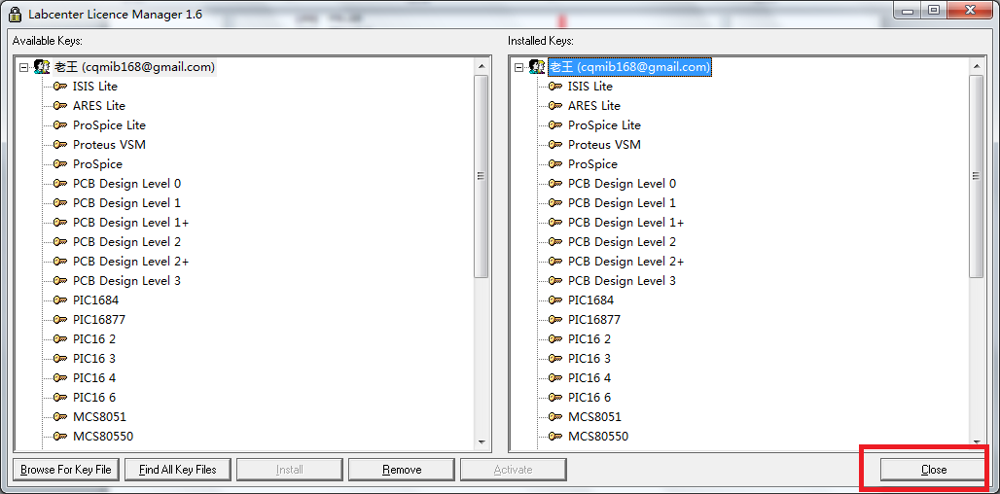 Labcenter Licence Manager 1.6
Available Keys:
老王 (cqmib168@gmail.com)
ISIS Lite
ARES Lite
ProSpice Lite
Proteus VSM
ProSpice
PCB Design Level 0
PCB Design Level 1
PCB Design Level 1+
PCB Design Level 2
PCB Design Level 2+
PCB Design Level 3
PIC1684
PIC16877
PIC16 2
PIC16 3
PIC16 4
PIC16 6
MCS8051
MCS80550
Installed Keys:
老王 (cqmib168@gmail.com)
ISIS Lite
ARES Lite
ProSpice Lite
Proteus VSM
ProSpice
PCB Design Level 0
PCB Design Level 1
PCB Design Level 1+
PCB Design Level 2
PCB Design Level 2+
PCB Design Level 3
PIC1684
PIC16877
PIC16 2
PIC16 3
PIC16 4
PIC16 6
MCS8051
MCS80550
Browse For Key File
Find All Key Files
Install
Remove
Activate
Close